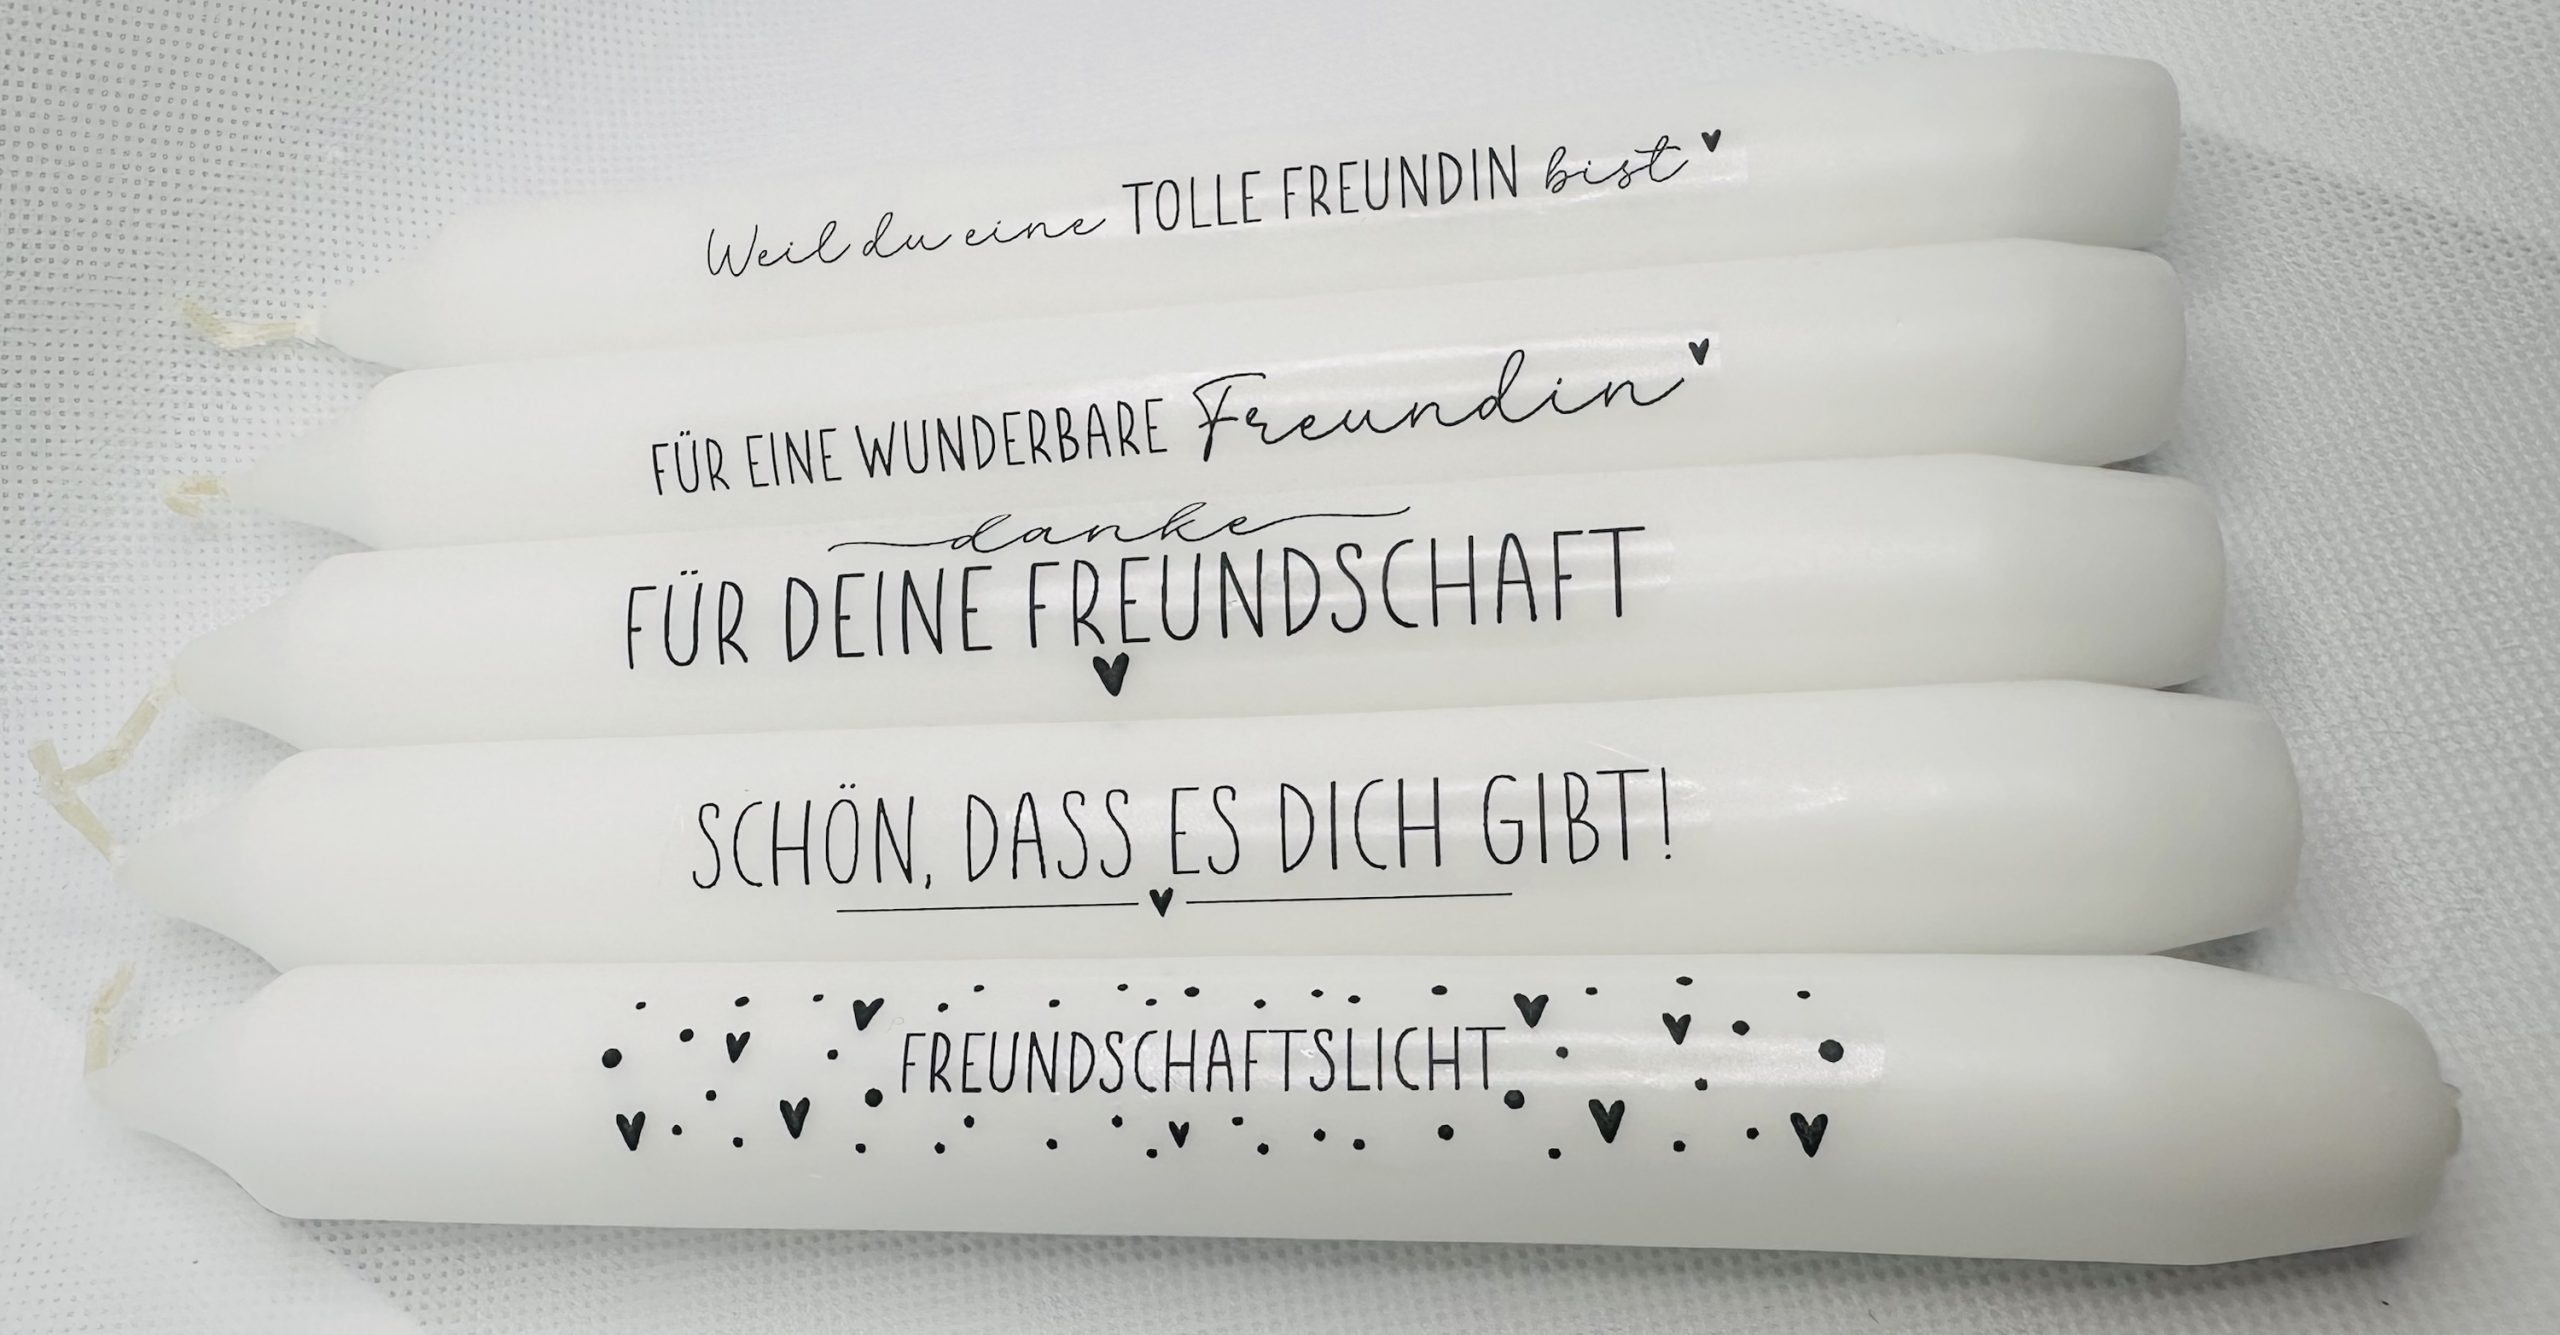 Weil du eine TOLLE FREUNDIN bist
FÜR EINE WUNDERBARE Freundin
danke
FÜR DEINE FREUNDSCHAFT
SCHÖN, DASS ES DICH GIBT!
FREUNDSCHAFTSLICHT